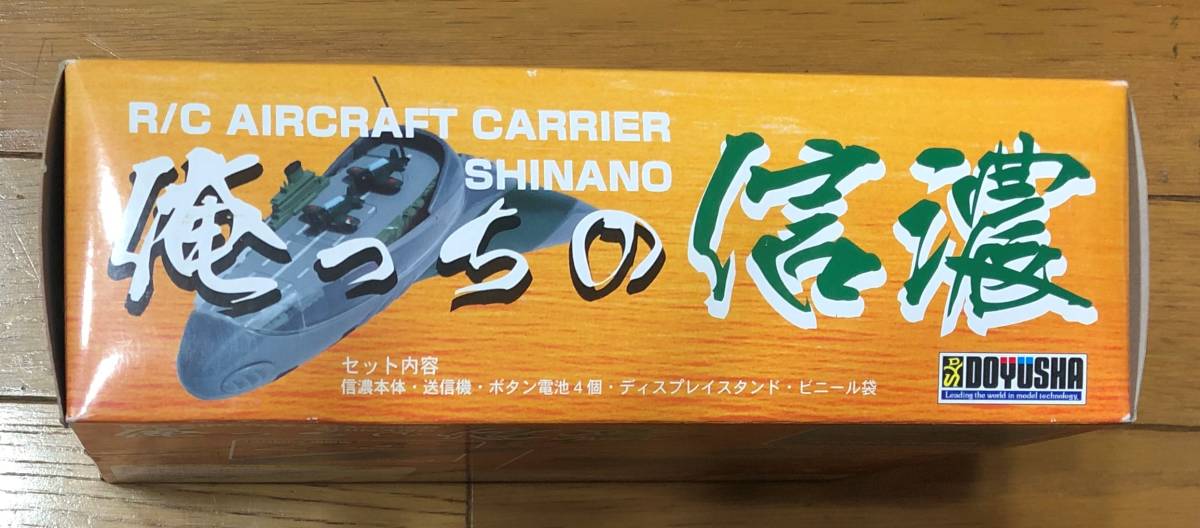 R/C AIRCRAFT CARRIER
SHINANO
俺っちの信濃
セット内容
信濃本体・送信機・ボタン電池4個・ディスプレイスタンド・ビニール袋
DYS DOYUSHA
Leading the world in model technology.